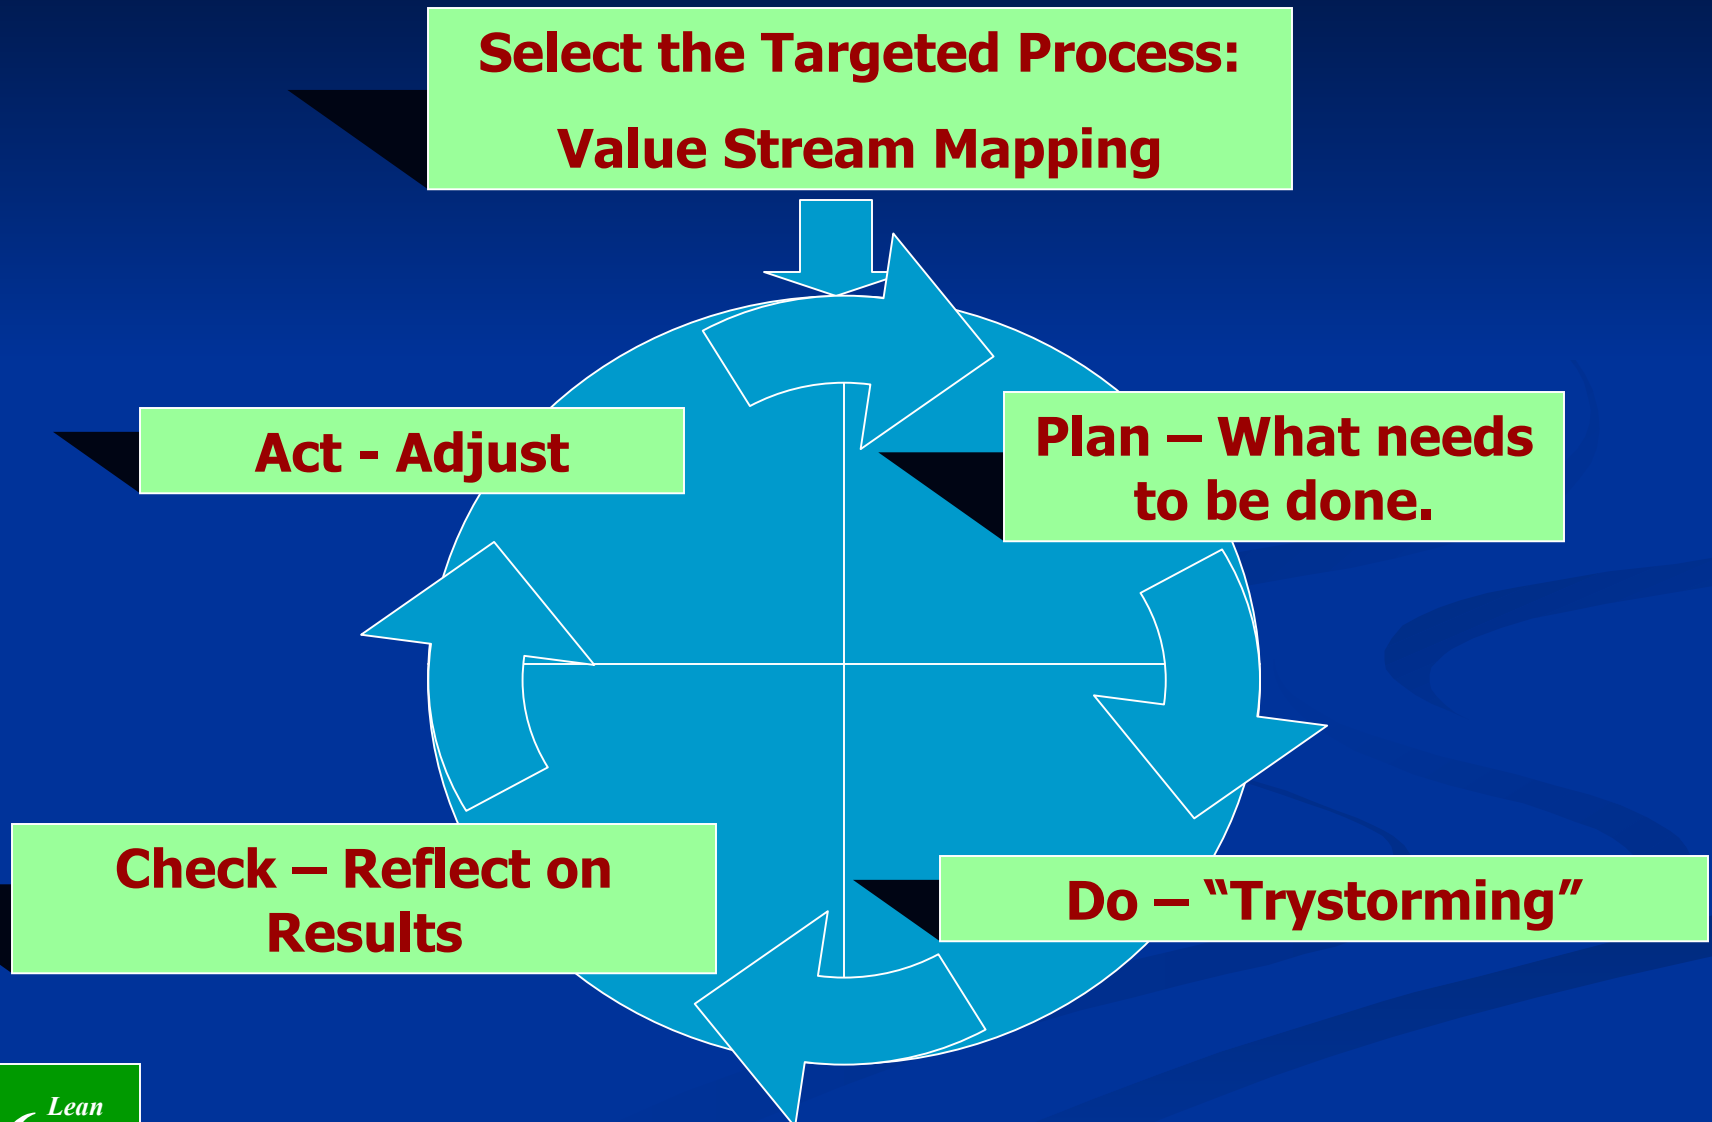 Select the Targeted Process:
Value Stream Mapping
Act - Adjust
Plan – What needs
to be done.
Check – Reflect on
Results
Do – “Trystorming”
Lean